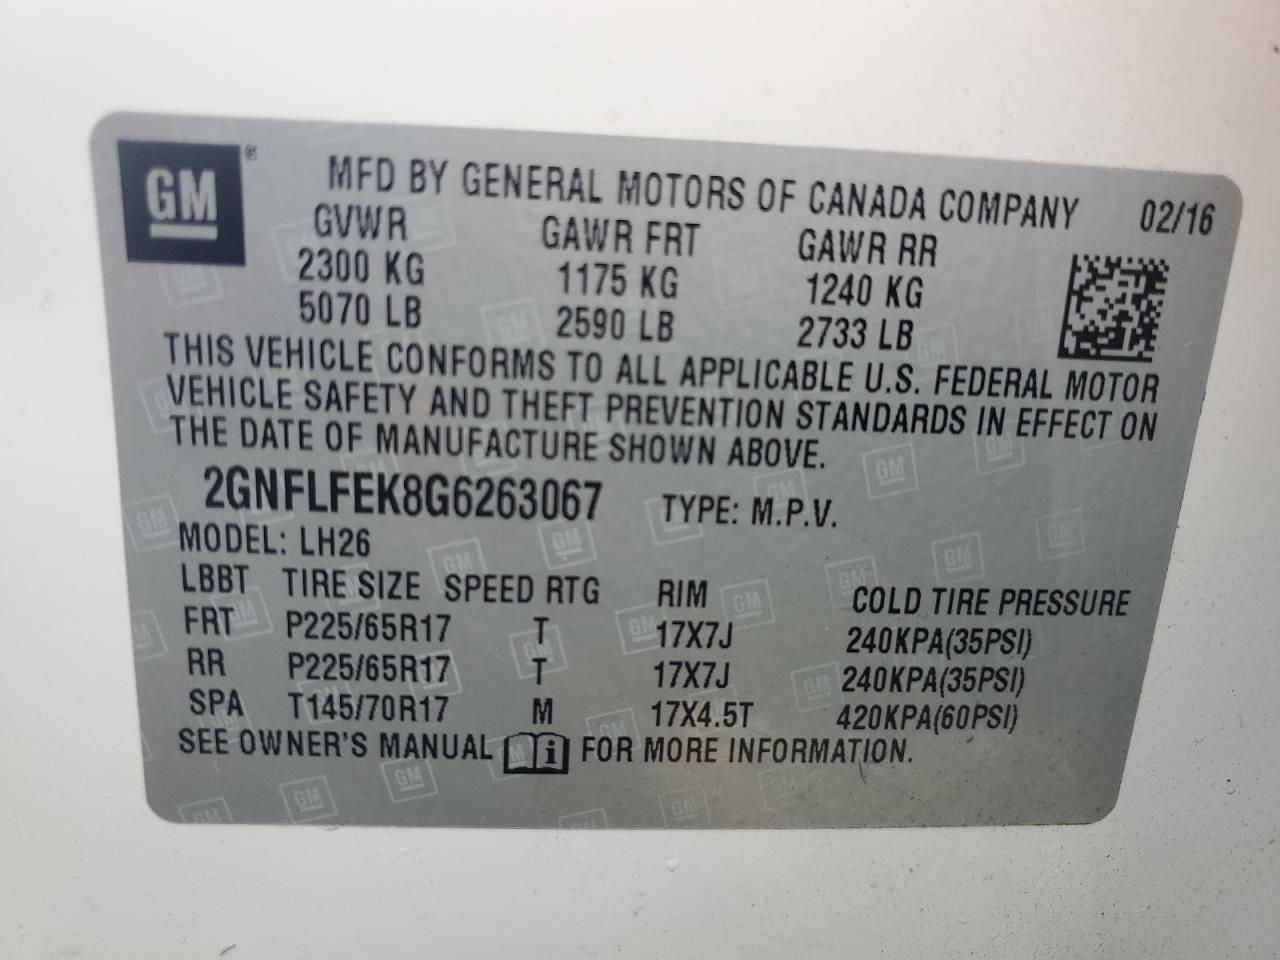 GM®
MFD BY GENERAL MOTORS OF CANADA COMPANY 02/16
GVWR GAWR FRT GAWR RR
2300 KG 1175 KG 1240 KG
5070 LB 2590 LB 2733 LB
THIS VEHICLE CONFORMS TO ALL APPLICABLE U.S. FEDERAL MOTOR
VEHICLE SAFETY AND THEFT PREVENTION STANDARDS IN EFFECT ON
THE DATE OF MANUFACTURE SHOWN ABOVE.
2GNFLFEK8G6263067 TYPE: M.P.V.
MODEL: LH26
LBBT TIRE SIZE SPEED RTG RIM COLD TIRE PRESSURE
FRT P225/65R17 T 17X7J 240KPA(35PSI)
RR P225/65R17 T 17X7J 240KPA(35PSI)
SPA T145/70R17 M 17X4.5T 420KPA(60PSI)
SEE OWNER'S MANUAL i FOR MORE INFORMATION.